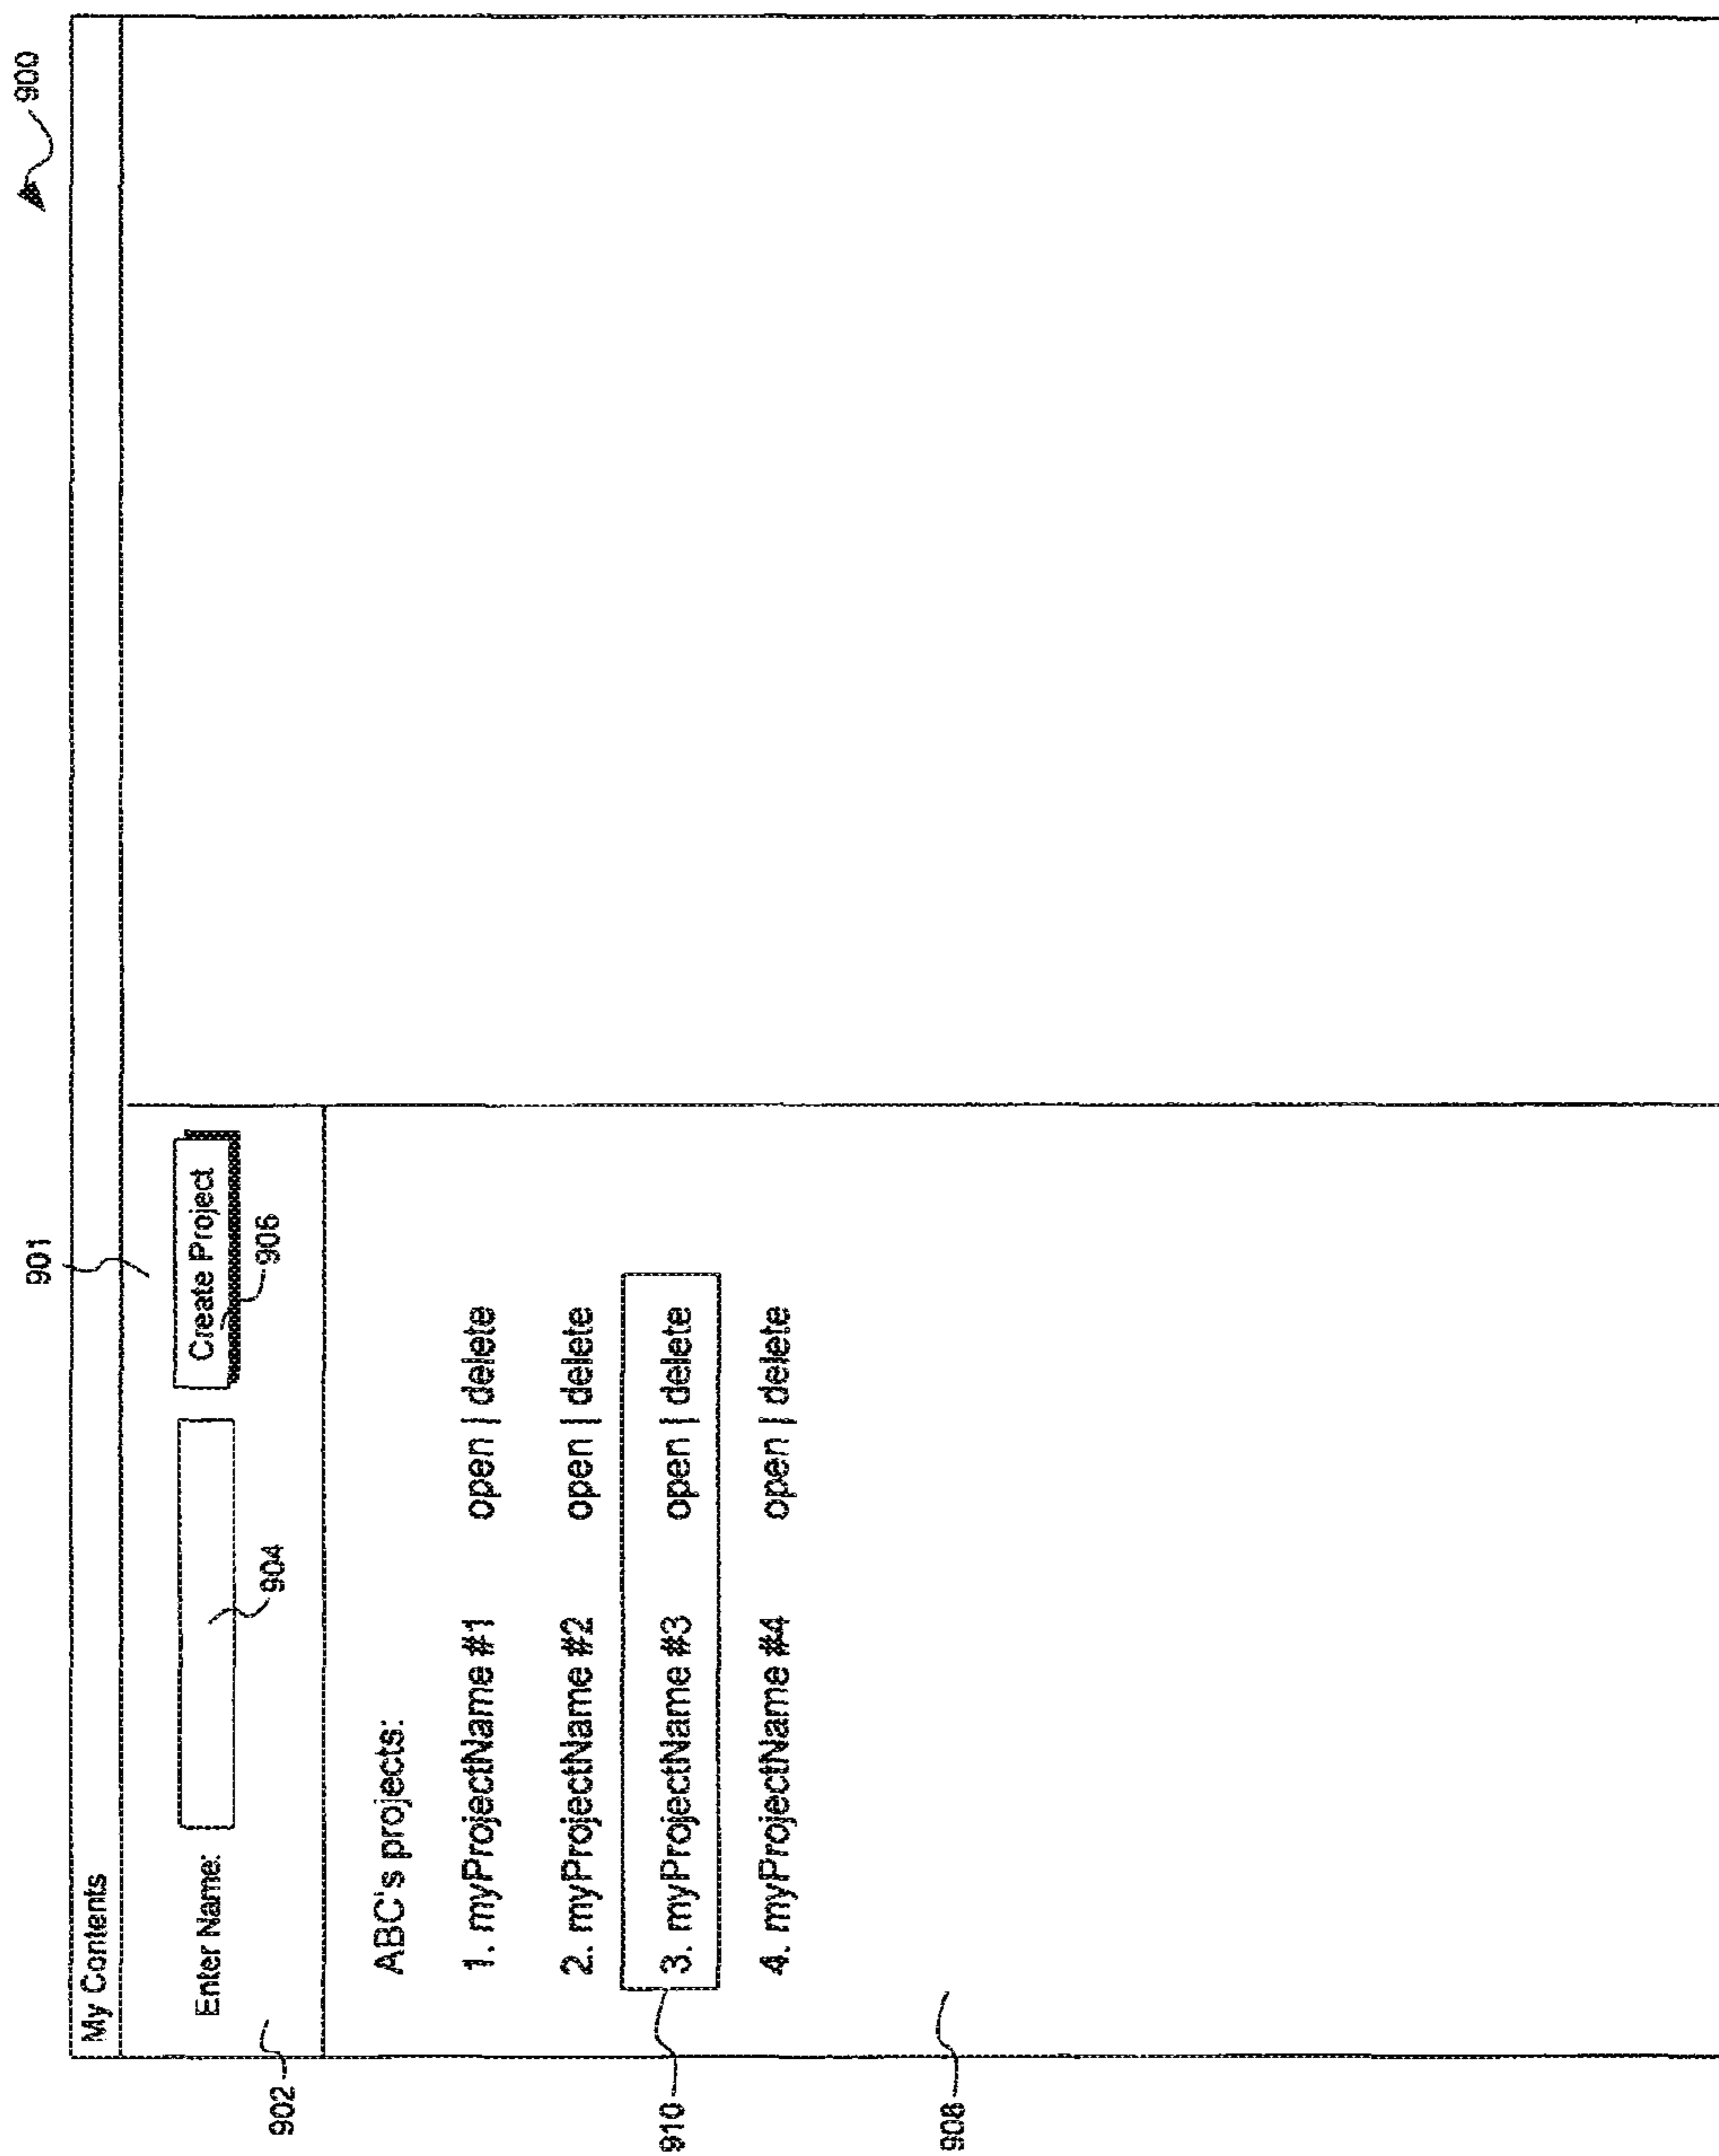 900
My Contents
901
Enter Name:
Create Project
904
906
902
ABC's projects:
1. myProjectName #1 open | delete
2. myProjectName #2 open | delete
3. myProjectName #3 open | delete
910
4. myProjectName #4 open | delete
908